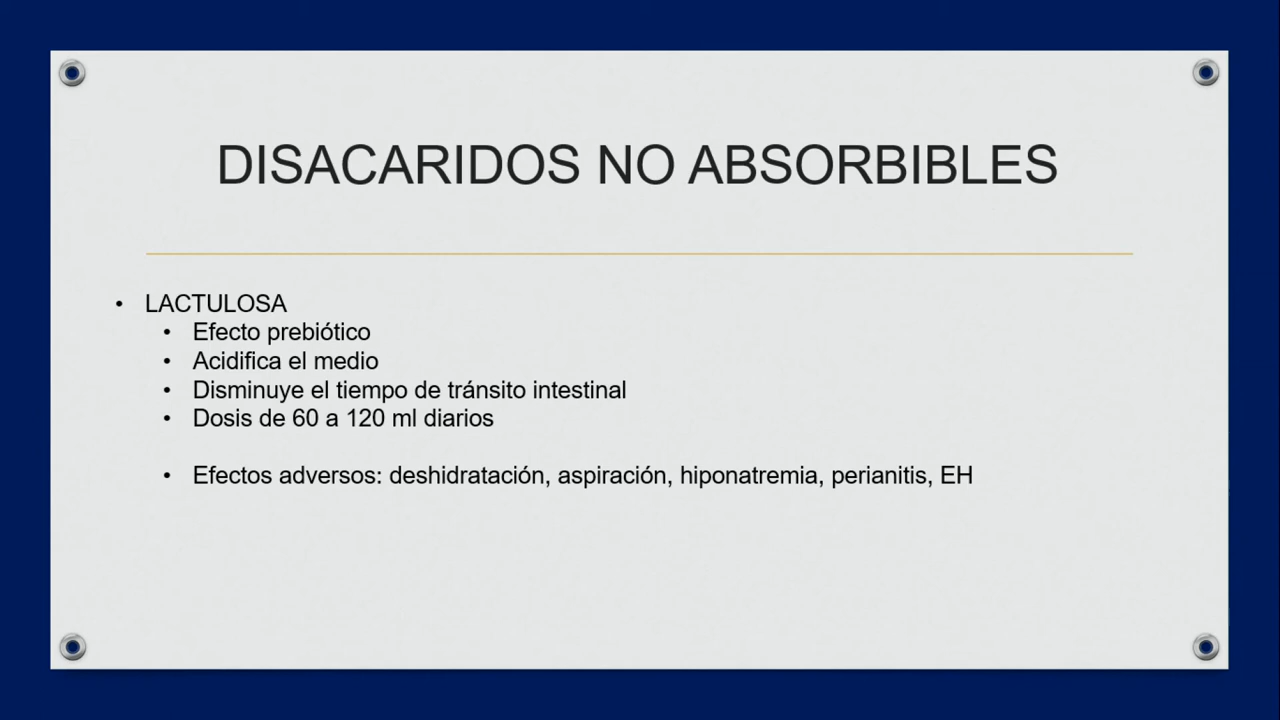 DISACARIDOS NO ABSORBIBLES
• LACTULOSA
• Efecto prebiótico
• Acidifica el medio
• Disminuye el tiempo de tránsito intestinal
• Dosis de 60 a 120 ml diarios
• Efectos adversos: deshidratación, aspiración, hiponatremia, perianitis, EH